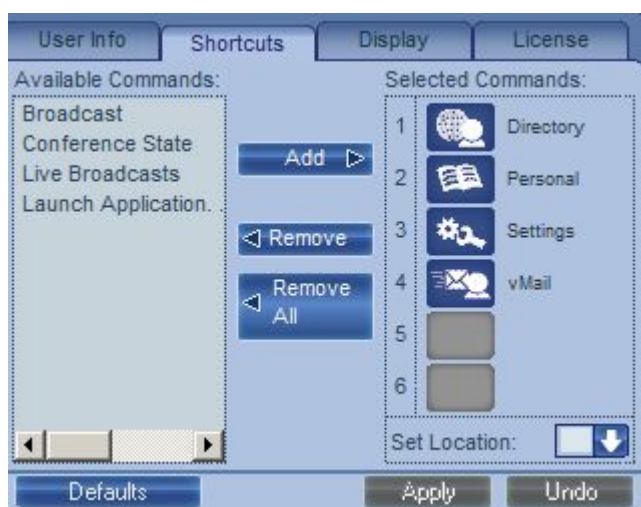 User Info Shortcuts Display License
Available Commands:
Broadcast
Conference State
Live Broadcasts
Launch Application. .
Add
Remove
Remove
All
Selected Commands:
1 Directory
2 Personal
3 Settings
4 vMail
5
6
Set Location:
Defaults Apply Undo